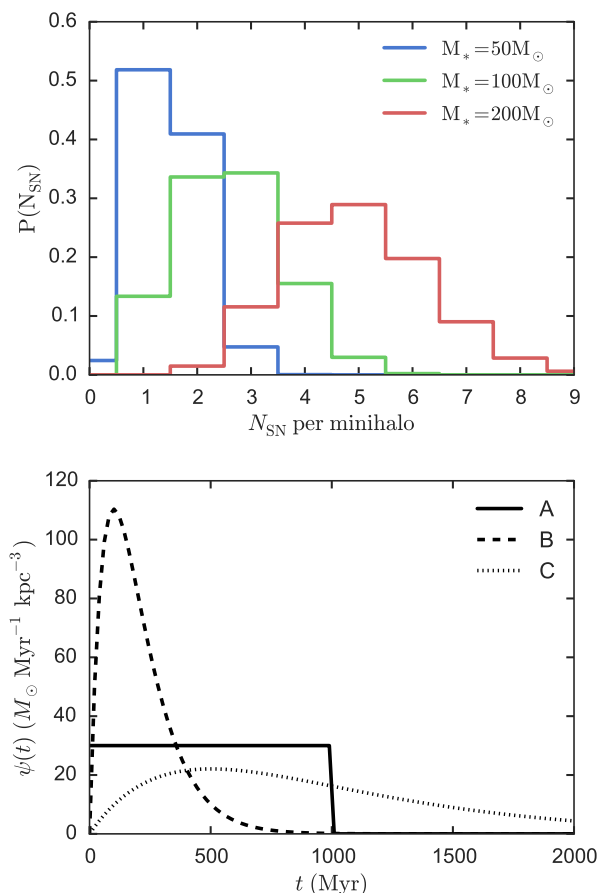 0.6
0.5
0.4
0.3
0.2
0.1
0.0
P(N_SN)
M_* =50M_⊙
M_* =100M_⊙
M_* =200M_⊙
0 1 2 3 4 5 6 7 8 9
N_SN per minihalo
120
100
80
60
40
20
0
ψ(t) (M_⊙ Myr^−1 kpc^−3)
A
B
C
0 500 1000 1500 2000
t (Myr)